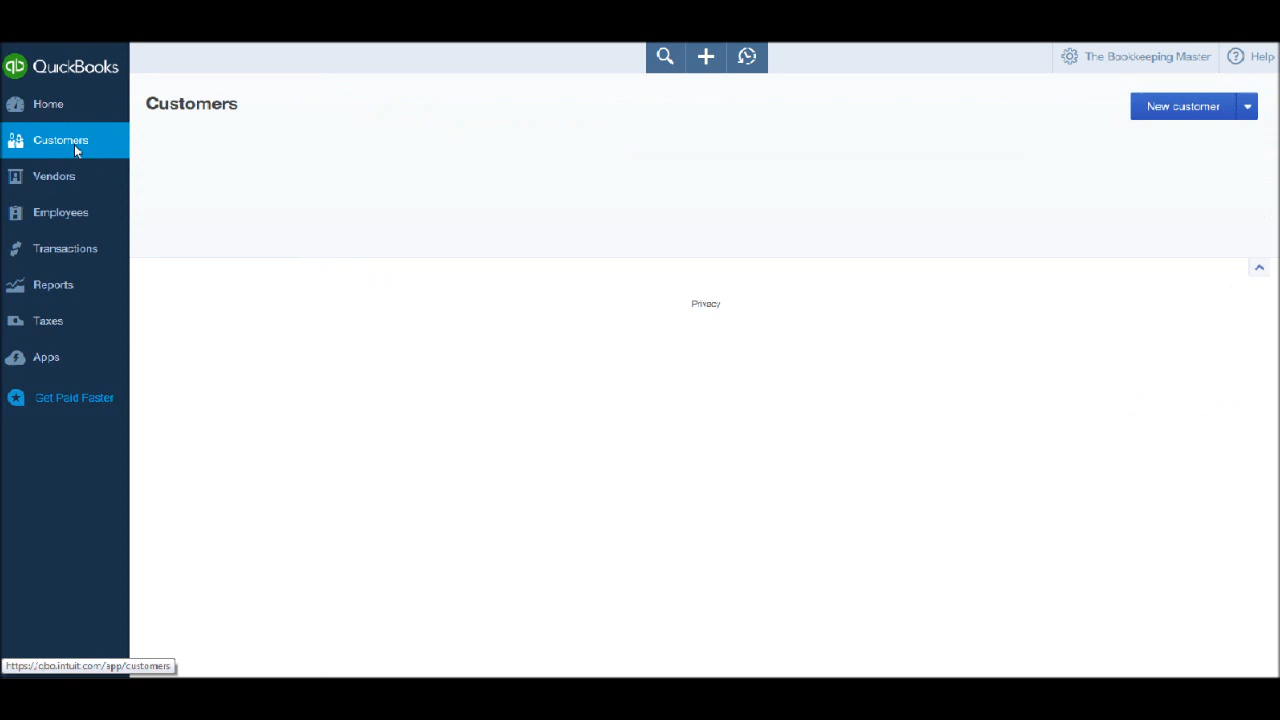 qb QuickBooks
The Bookkeeping Master
Help
Home
Customers
Vendors
Employees
Transactions
Reports
Taxes
Apps
Get Paid Faster
Customers
New customer
Privacy
https://qbo.intuit.com/app/customers